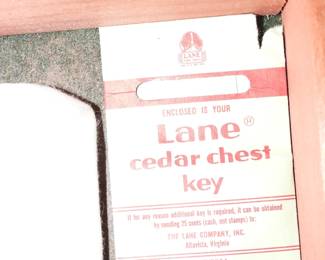 LANE
ENCLOSED IS YOUR
Lane®
cedar chest
key
If for any reason additional key is required, it can be obtained
by sending 25 cents (cash, not stamps) to:
THE LANE COMPANY, INC.
Altavista, Virginia